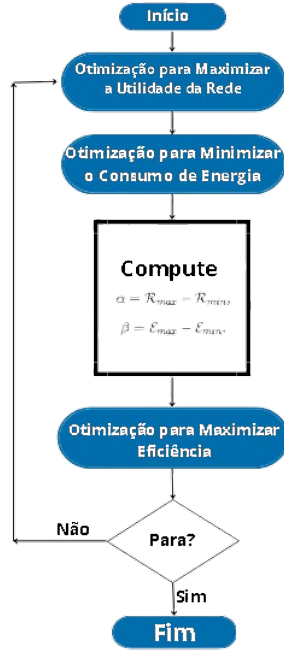 Início
Otimização para Maximizar
a Utilidade da Rede
Otimização para Minimizar
o Consumo de Energia
Compute
α = R_max − R_min,
β = E_max − E_min.
Otimização para Maximizar
Eficiência
Não
Para?
Sim
Fim